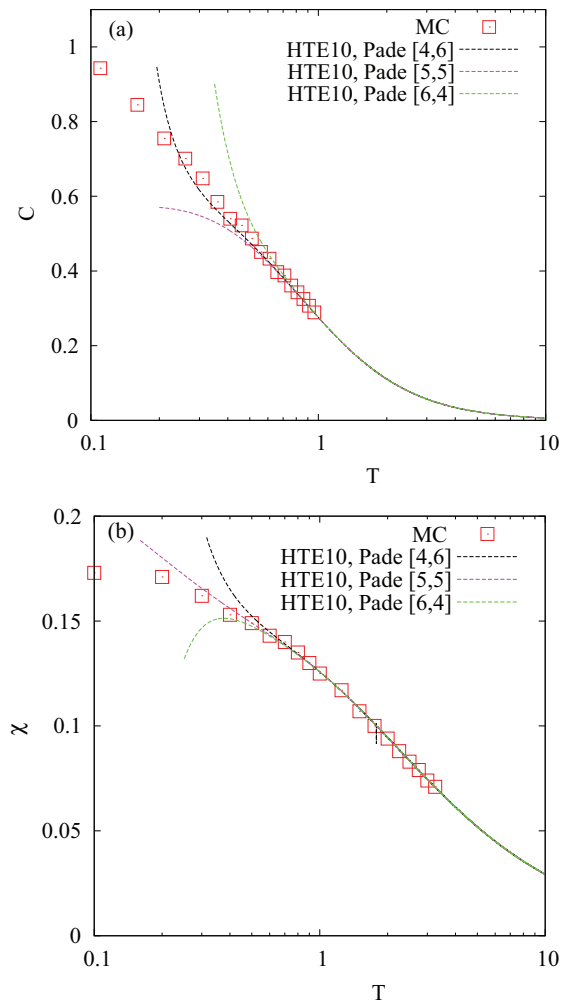 (a)
MC
HTE10, Pade [4,6]
HTE10, Pade [5,5]
HTE10, Pade [6,4]
1
0.8
0.6
0.4
0.2
0
C
0.1
1
10
T
(b)
MC
HTE10, Pade [4,6]
HTE10, Pade [5,5]
HTE10, Pade [6,4]
0.2
0.15
0.1
0.05
0
χ
0.1
1
10
T